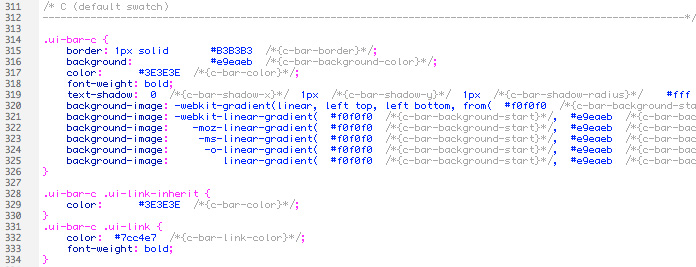 311 /* C (default swatch)
312 -----------------------------------------------------------------------------------------------------------*/
313
314 .ui-bar-c {
315 border: 1px solid #B3B3B3 /*{c-bar-border}*/;
316 background: #e9eaeb /*{c-bar-background-color}*/;
317 color: #3E3E3E /*{c-bar-color}*/;
318 font-weight: bold;
319 text-shadow: 0 /*{c-bar-shadow-x}*/ 1px /*{c-bar-shadow-y}*/ 1px /*{c-bar-shadow-radius}*/ #fff
320 background-image: -webkit-gradient(linear, left top, left bottom, from( #f0f0f0 /*{c-bar-background-sta
321 background-image: -webkit-linear-gradient( #f0f0f0 /*{c-bar-background-start}*/, #e9eaeb /*{c-bar-bac
322 background-image: -moz-linear-gradient( #f0f0f0 /*{c-bar-background-start}*/, #e9eaeb /*{c-bar-bac
323 background-image: -ms-linear-gradient( #f0f0f0 /*{c-bar-background-start}*/, #e9eaeb /*{c-bar-bac
324 background-image: -o-linear-gradient( #f0f0f0 /*{c-bar-background-start}*/, #e9eaeb /*{c-bar-bac
325 background-image: linear-gradient( #f0f0f0 /*{c-bar-background-start}*/, #e9eaeb /*{c-bar-bac
326 }
327
328 .ui-bar-c .ui-link-inherit {
329 color: #3E3E3E /*{c-bar-color}*/;
330 }
331 .ui-bar-c .ui-link {
332 color: #7cc4e7 /*{c-bar-link-color}*/;
333 font-weight: bold;
334 }